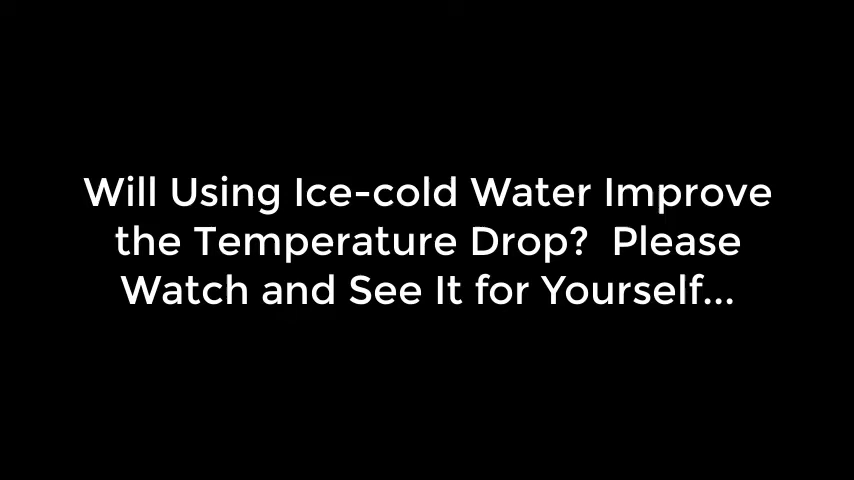 Will Using Ice-cold Water Improve
the Temperature Drop?  Please
Watch and See It for Yourself...